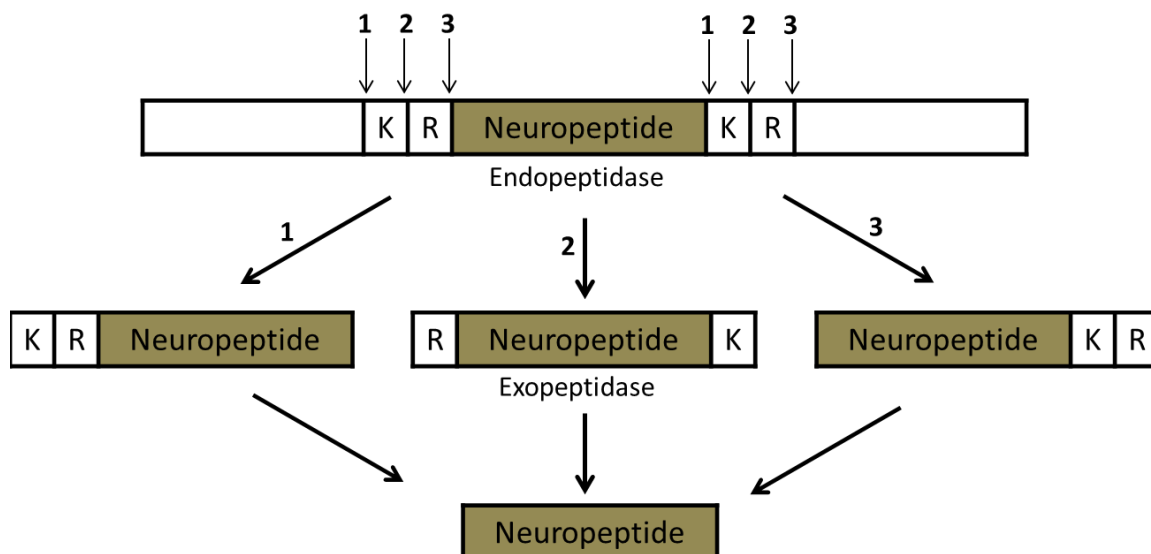 1 2 3 1 2 3
K R Neuropeptide K R
Endopeptidase
1 2 3
K R Neuropeptide R Neuropeptide K Neuropeptide K R
Exopeptidase
Neuropeptide